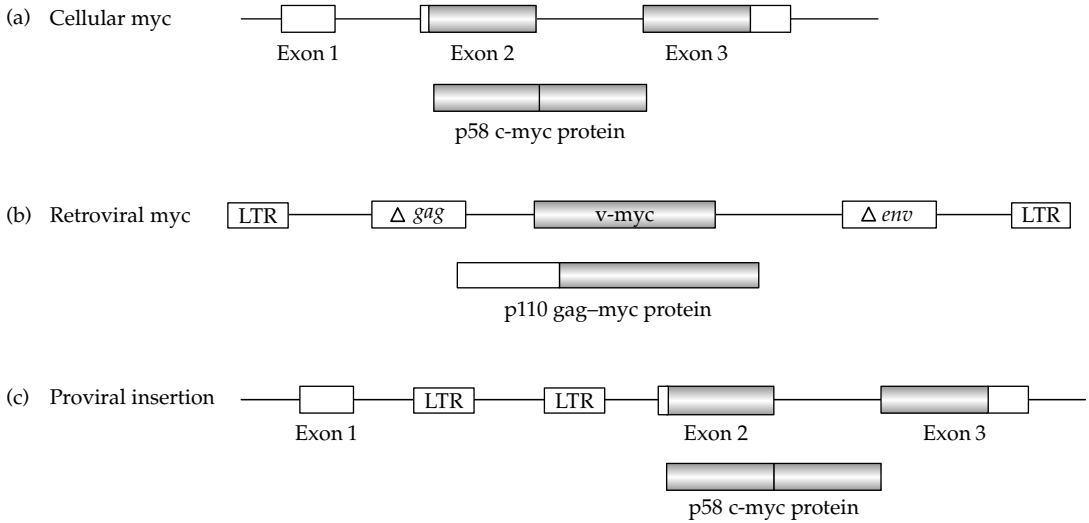 (a) Cellular myc
Exon 1 Exon 2 Exon 3
p58 c-myc protein
(b) Retroviral myc
LTR Δ gag v-myc Δ env LTR
p110 gag–myc protein
(c) Proviral insertion
LTR LTR
Exon 1 Exon 2 Exon 3
p58 c-myc protein